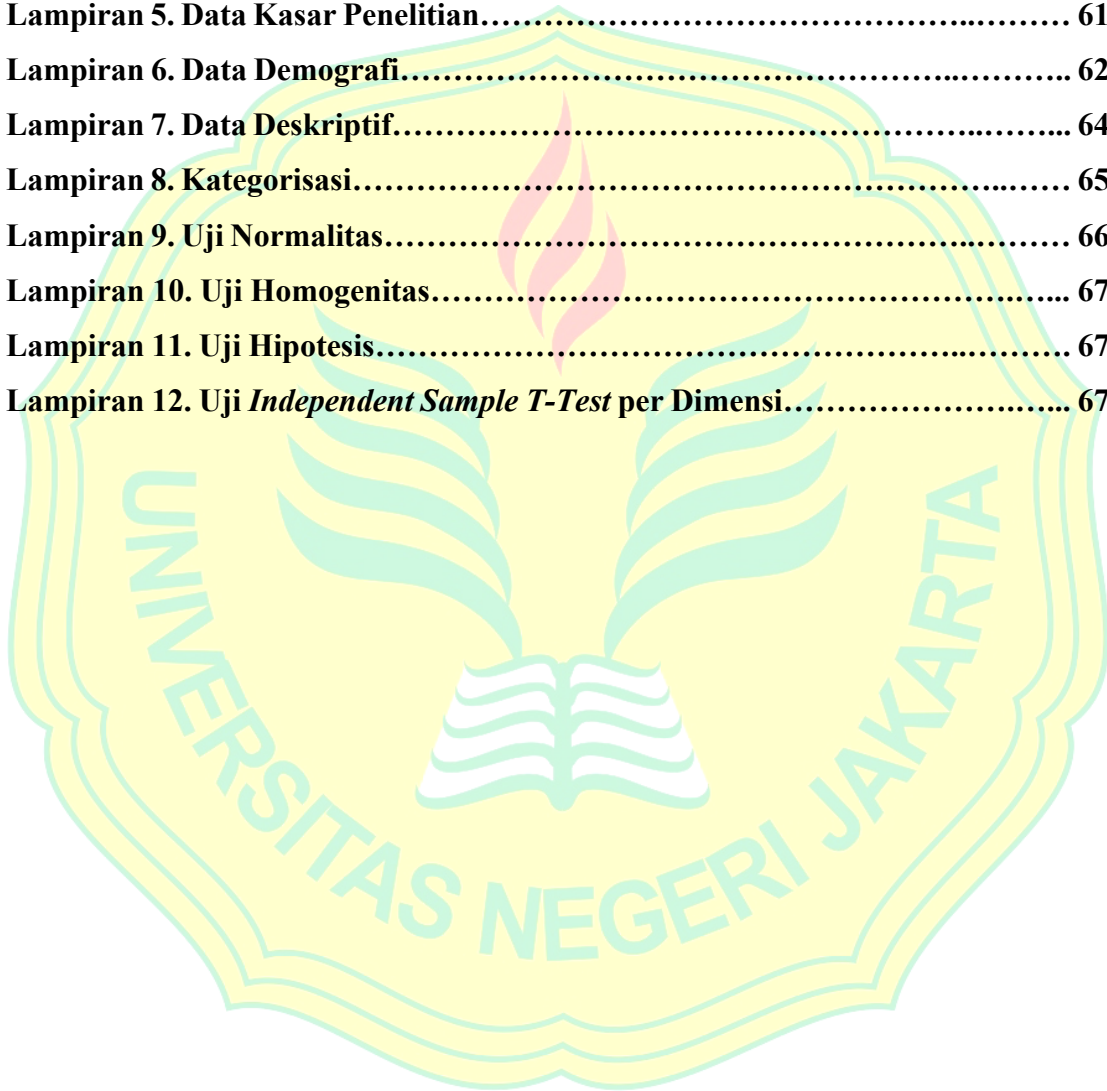 Lampiran 5. Data Kasar Penelitian……………………………………………..……… 61
Lampiran 6. Data Demografi…………………………………………………..……….. 62
Lampiran 7. Data Deskriptif……………………………………………………..……... 64
Lampiran 8. Kategorisasi…………………………………………………………..…… 65
Lampiran 9. Uji Normalitas………………………………………………………..……… 66
Lampiran 10. Uji Homogenitas…………………………………………………….…... 67
Lampiran 11. Uji Hipotesis……………………………………………………...………. 67
Lampiran 12. Uji Independent Sample T-Test per Dimensi…………………….…... 67
UNIVERSITAS NEGERI JAKARTA